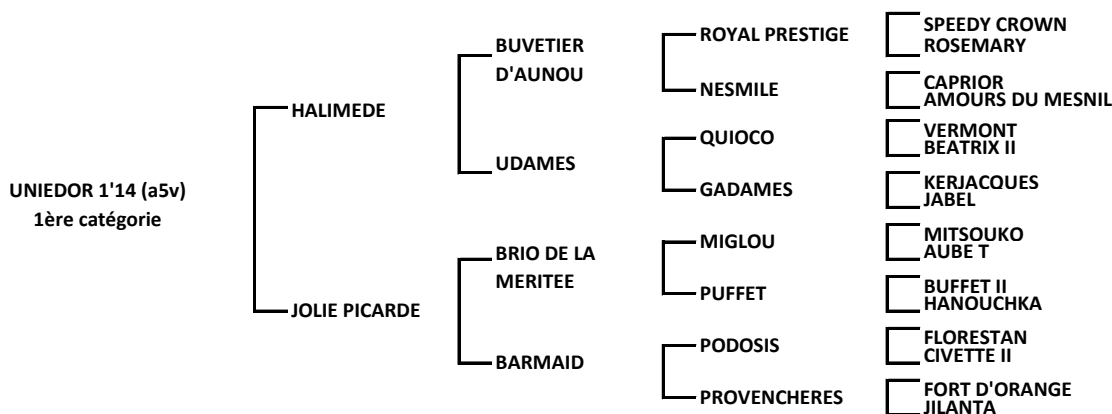 UNIEDOR 1'14 (a5v)
1ère catégorie
HALIMEDE
JOLIE PICARDE
BUVETIER
D'AUNOU
UDAMES
BRIO DE LA
MERITEE
BARMAID
ROYAL PRESTIGE
NESMILE
QUIOCO
GADAMES
MIGLOU
PUFFET
PODOSIS
PROVENCHERES
SPEEDY CROWN
ROSEMARY
CAPRIOR
AMOURS DU MESNIL
VERMONT
BEATRIX II
KERJACQUES
JABEL
MITSOUKO
AUBE T
BUFFET II
HANOUCHKA
FLORESTAN
CIVETTE II
FORT D'ORANGE
JILANTA